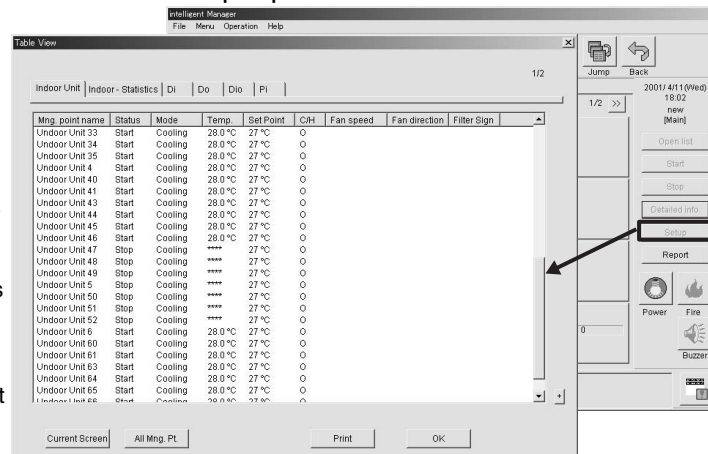 intelligent Manager
File Menu Operation Help
Table View
1/2
Indoor Unit Indoor - Statistics Di Do Dio Pi
Mng. point name Status Mode Temp. Set Point C/H Fan speed Fan direction Filter Sign
Undoor Unit 33 Start Cooling 28.0 °C 27 °C O
Undoor Unit 34 Start Cooling 28.0 °C 27 °C O
Undoor Unit 35 Start Cooling 28.0 °C 27 °C O
Undoor Unit 4 Start Cooling 28.0 °C 27 °C O
Undoor Unit 40 Start Cooling 28.0 °C 27 °C O
Undoor Unit 41 Start Cooling 28.0 °C 27 °C O
Undoor Unit 43 Start Cooling 28.0 °C 27 °C O
Undoor Unit 44 Start Cooling 28.0 °C 27 °C O
Undoor Unit 45 Start Cooling 28.0 °C 27 °C O
Undoor Unit 46 Start Cooling 28.0 °C 27 °C O
Undoor Unit 47 Stop Cooling **** 27 °C O
Undoor Unit 48 Stop Cooling **** 27 °C O
Undoor Unit 49 Stop Cooling **** 27 °C O
Undoor Unit 5 Stop Cooling **** 27 °C O
Undoor Unit 50 Stop Cooling **** 27 °C O
Undoor Unit 51 Stop Cooling **** 27 °C O
Undoor Unit 52 Stop Cooling **** 27 °C O
Undoor Unit 6 Start Cooling 28.0 °C 27 °C O
Undoor Unit 60 Start Cooling 28.0 °C 27 °C O
Undoor Unit 61 Start Cooling 28.0 °C 27 °C O
Undoor Unit 63 Start Cooling 28.0 °C 27 °C O
Undoor Unit 64 Start Cooling 28.0 °C 27 °C O
Undoor Unit 65 Start Cooling 28.0 °C 27 °C O
Undoor Unit 66 Start Cooling 28.0 °C 27 °C O
Current Screen All Mng. Pt. Print OK
Jump Back
1/2 >>
2001/ 4/11(Wed)
18:02
new
[Main]
Open list
Start
Stop
Detailed info.
Setup
Report
Power Fire
0
Buzzer
s
t